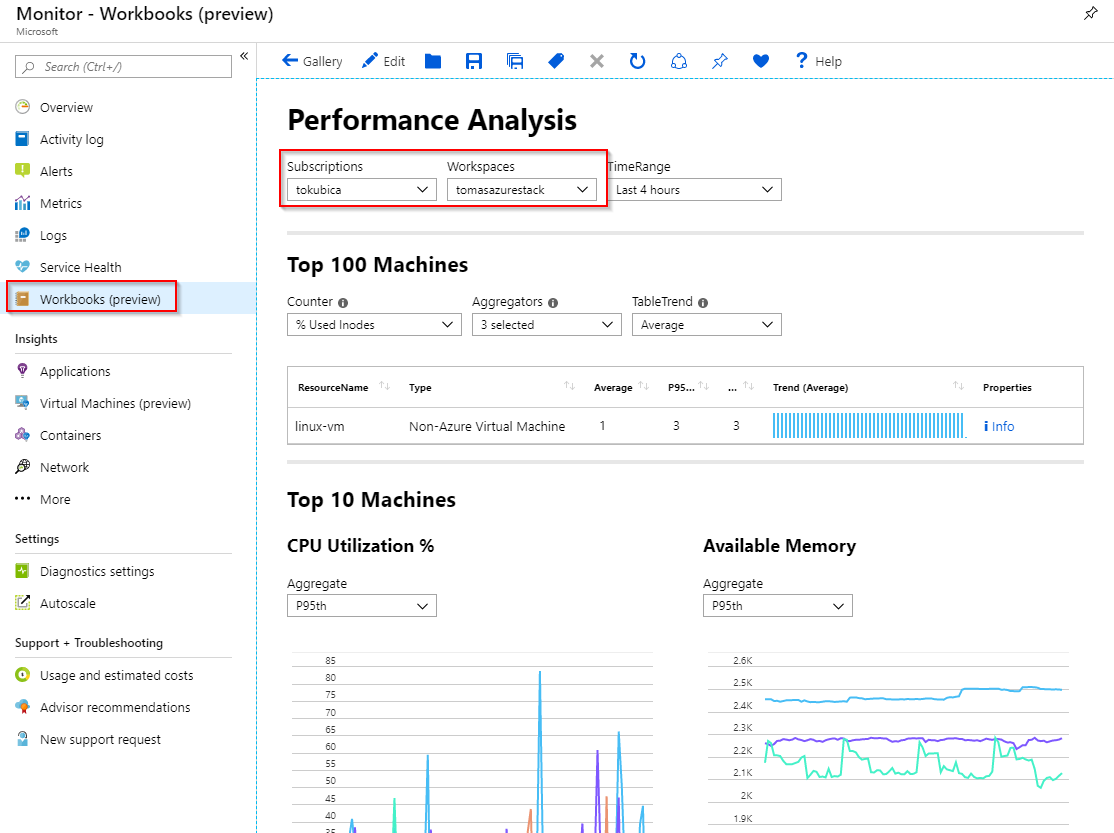 Monitor - Workbooks (preview)
Microsoft
Search (Ctrl+/)
Overview
Activity log
Alerts
Metrics
Logs
Service Health
Workbooks (preview)
Insights
Applications
Virtual Machines (preview)
Containers
Network
More
Settings
Diagnostics settings
Autoscale
Support + Troubleshooting
Usage and estimated costs
Advisor recommendations
New support request
Gallery Edit Help
Performance Analysis
Subscriptions Workspaces TimeRange
tokubica tomasazurestack Last 4 hours
Top 100 Machines
Counter Aggregators TableTrend
% Used Inodes 3 selected Average
ResourceName Type Average P95... ... Trend (Average) Properties
linux-vm Non-Azure Virtual Machine 1 3 3 Info
Top 10 Machines
CPU Utilization %
Aggregate
P95th
85
80
75
70
65
60
55
50
45
40
35
Available Memory
Aggregate
P95th
2.6K
2.5K
2.4K
2.3K
2.2K
2.1K
2K
1.9K